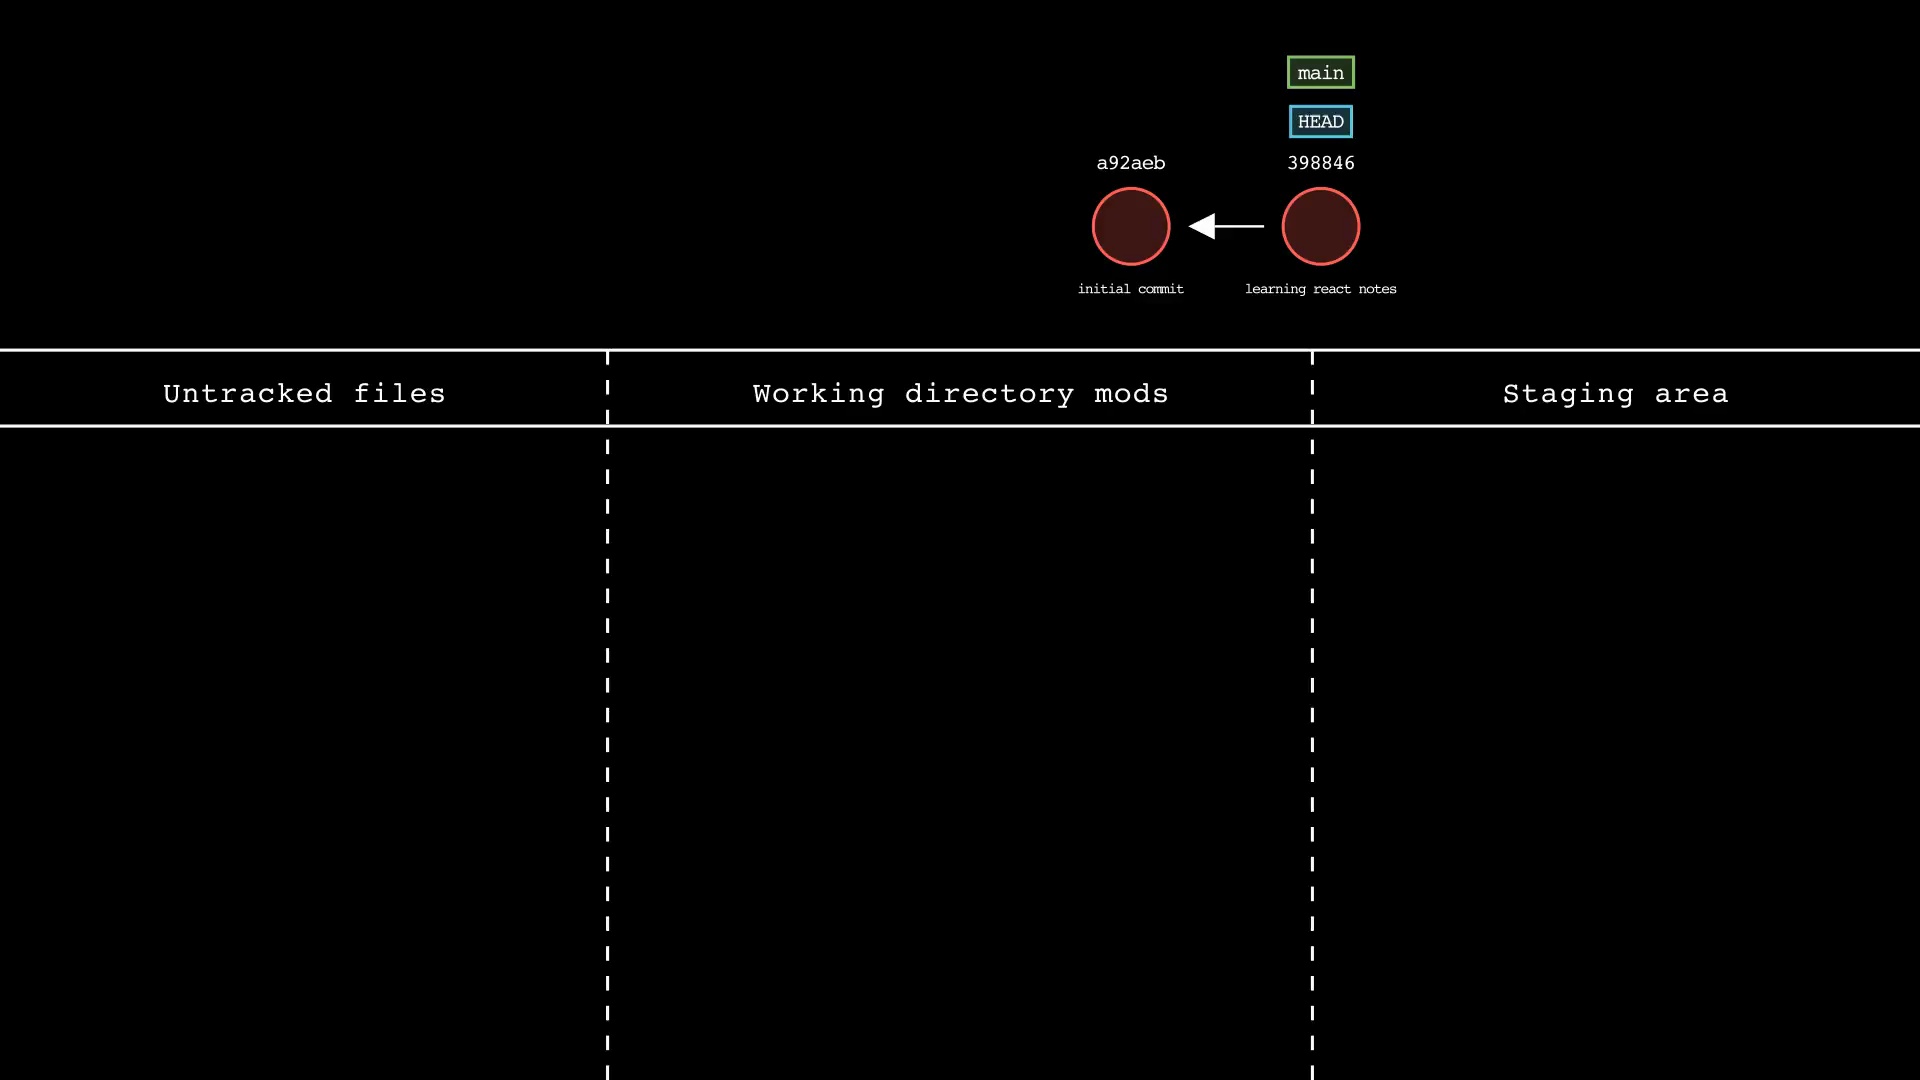 main
HEAD
a92aeb
398846
initial commit
learning react notes
Untracked files
Working directory mods
Staging area